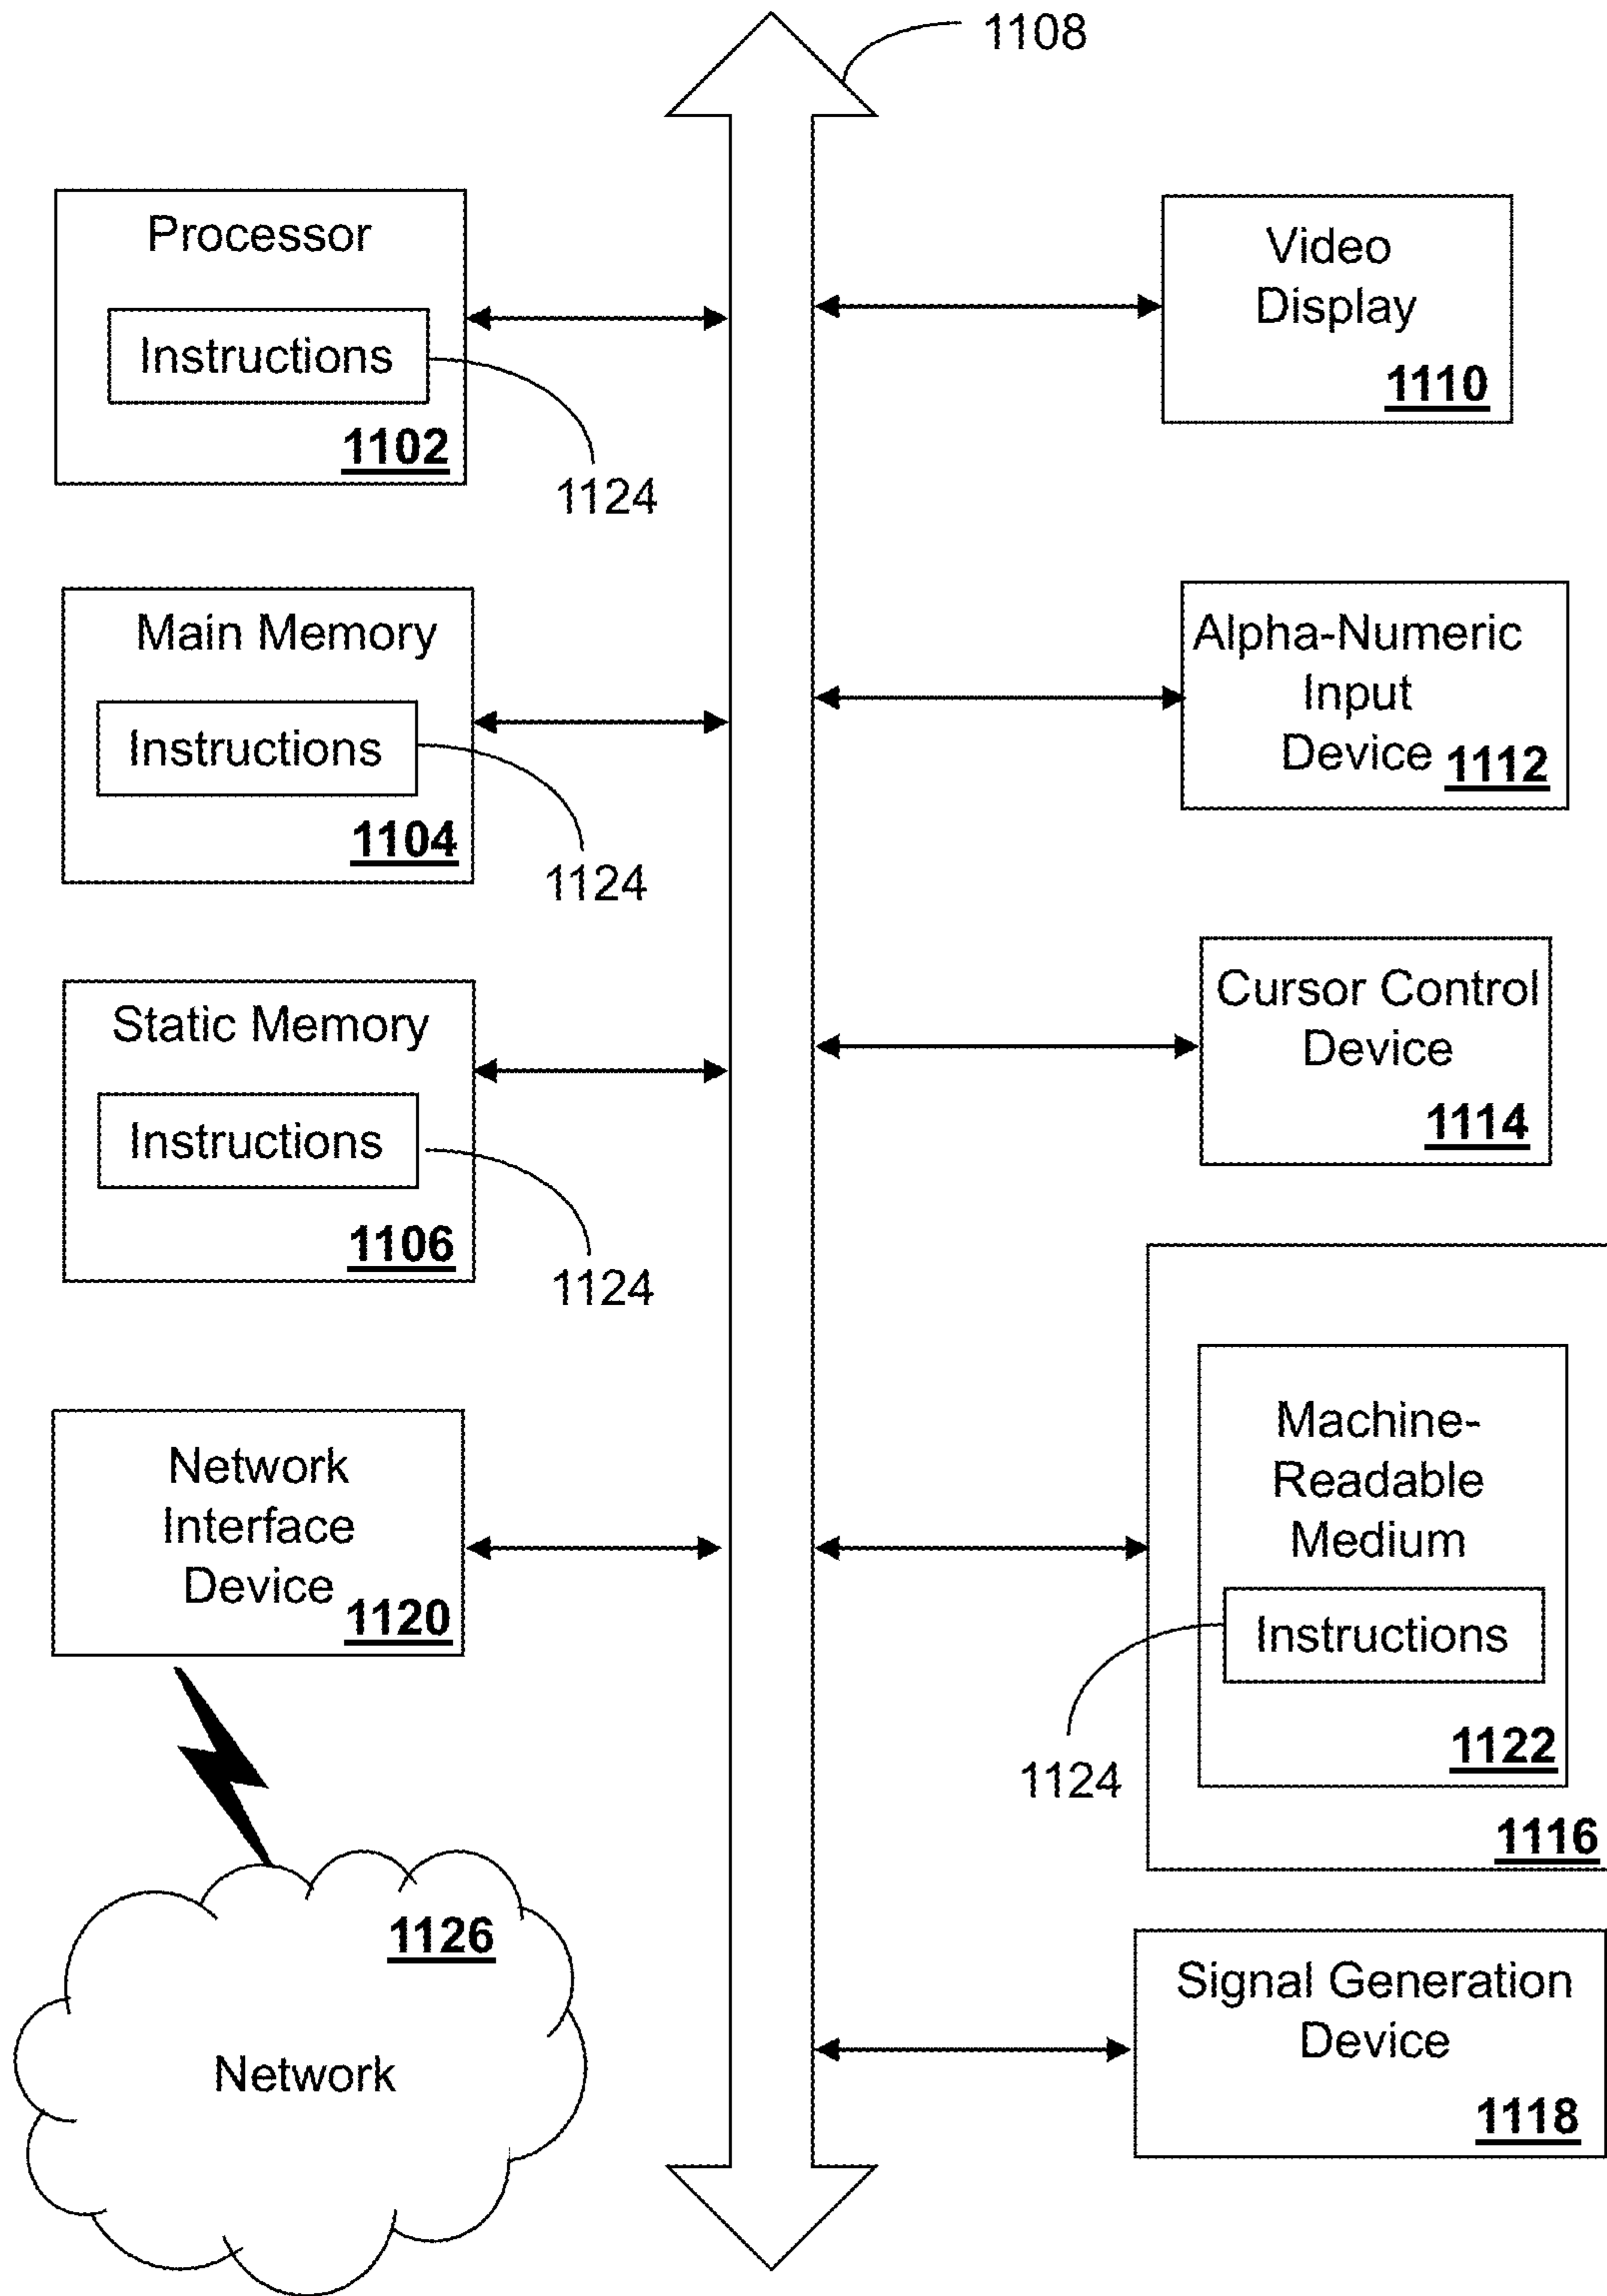 1108
Processor
Instructions
1102
1124
Main Memory
Instructions
1104
1124
Static Memory
Instructions
1106
1124
Network
Interface
Device
1120
1126
Network
Video
Display
1110
Alpha-Numeric
Input
Device 1112
Cursor Control
Device
1114
Machine-
Readable
Medium
Instructions
1122
1124
1116
Signal Generation
Device
1118